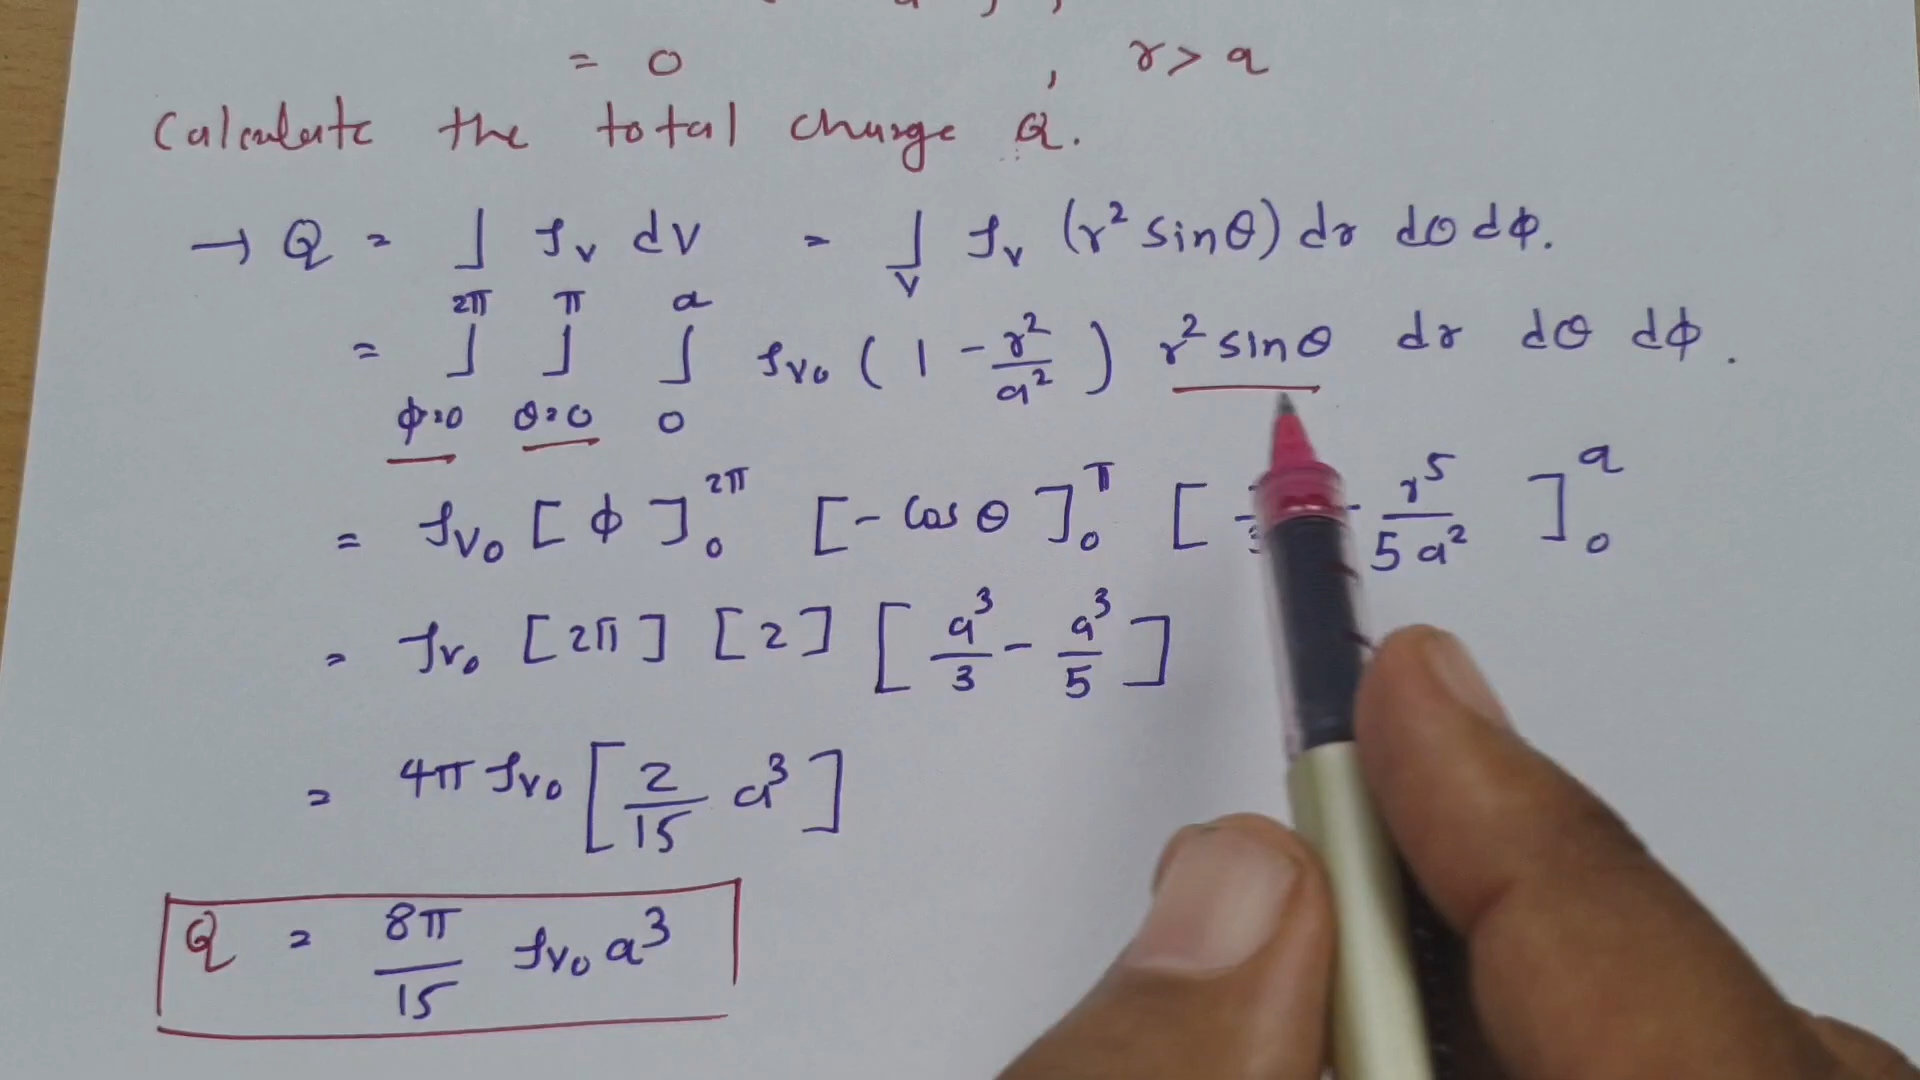 = 0 , r > a
Calculate the total charge Q.
→ Q = ∫ ρv dV = ∫V ρv (r² sinθ) dr dθ dϕ.
= ∫ϕ=0^2π ∫θ=0^π ∫0^a ρv0 (1 - r²/a²) r² sinθ dr dθ dϕ.
= ρv0 [ϕ]0^2π [- cos θ]0^π [ 3 - r⁵/5a² ]0^a
= ρv0 [2π] [2] [a³/3 - a³/5]
= 4π ρv0 [2/15 a³]
Q = 8π/15 ρv0 a³